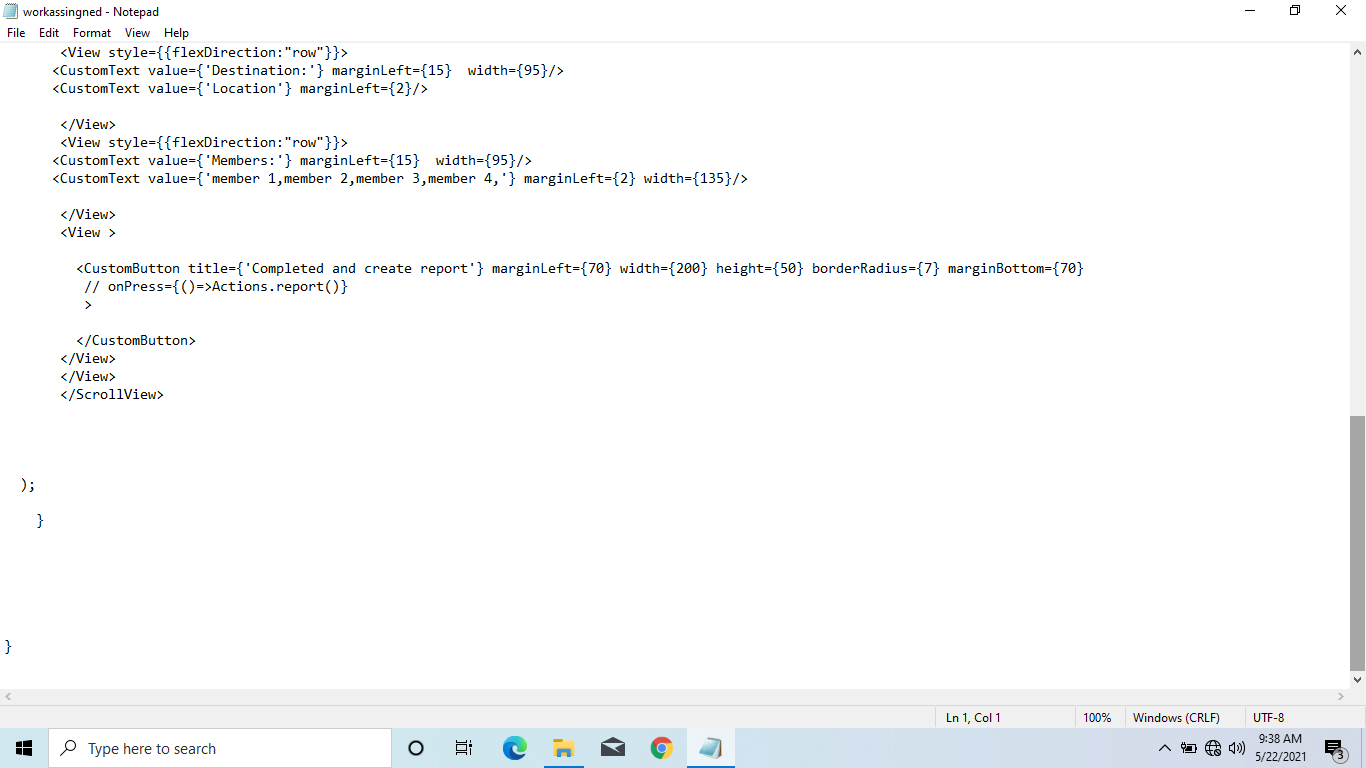 workassingned - Notepad
File Edit Format View Help
<View style={{flexDirection:"row"}}>
<CustomText value={'Destination:'} marginLeft={15}  width={95}/>
<CustomText value={'Location'} marginLeft={2}/>
</View>
<View style={{flexDirection:"row"}}>
<CustomText value={'Members:'} marginLeft={15}  width={95}/>
<CustomText value={'member 1,member 2,member 3,member 4,'} marginLeft={2} width={135}/>
</View>
<View >
<CustomButton title={'Completed and create report'} marginLeft={70} width={200} height={50} borderRadius={7} marginBottom={70}
// onPress={()=>Actions.report()}
>
</CustomButton>
</View>
</View>
</ScrollView>
);
}
}
Ln 1, Col 1 100% Windows (CRLF) UTF-8
Type here to search
9:38 AM
5/22/2021
3